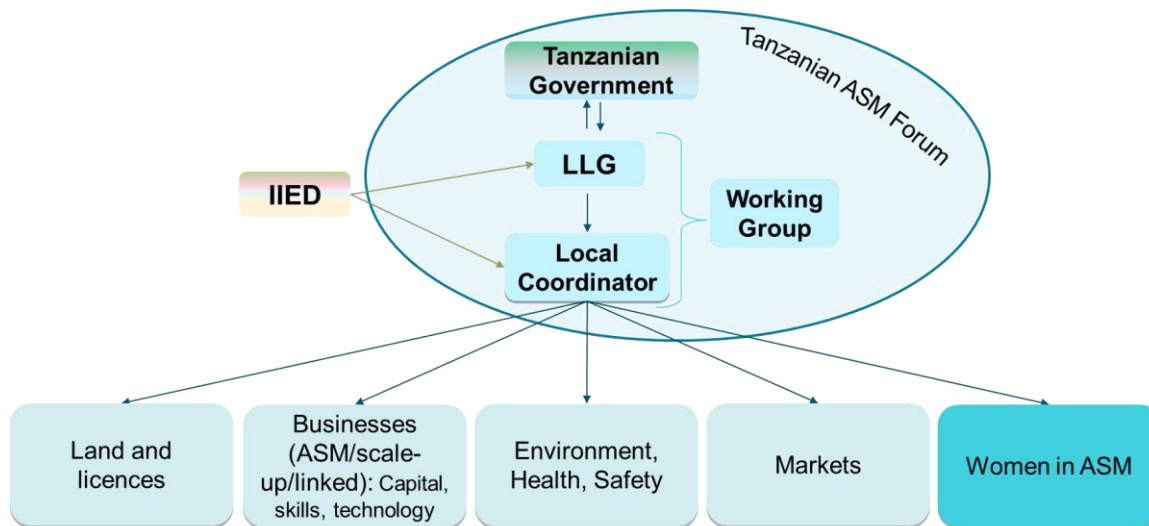 Tanzanian ASM Forum
Tanzanian
Government
LLG
IIED
Working
Group
Local
Coordinator
Land and
licences
Businesses
(ASM/scale-
up/linked): Capital,
skills, technology
Environment,
Health, Safety
Markets
Women in ASM